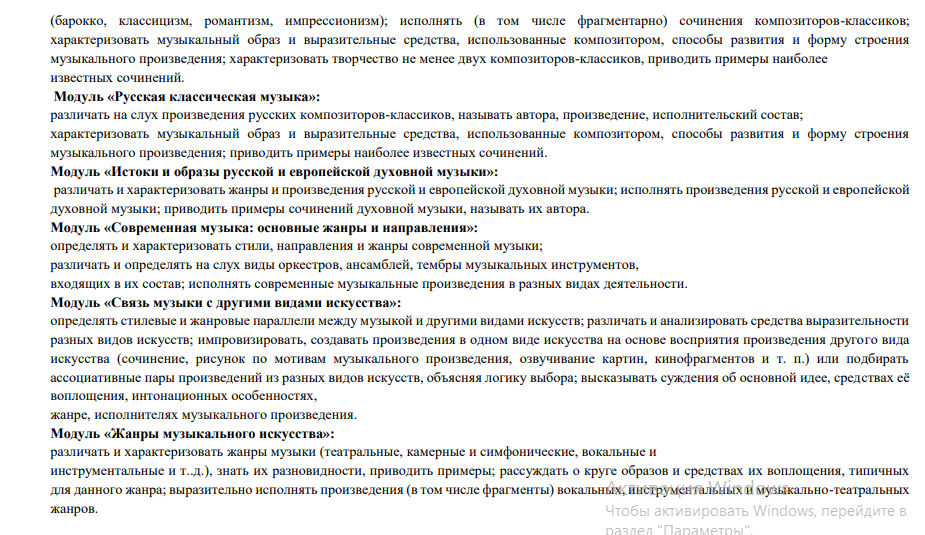 (барокко, классицизм, романтизм, импрессионизм); исполнять (в том числе фрагментарно) сочинения композиторов-классиков;
характеризовать музыкальный образ и выразительные средства, использованные композитором, способы развития и форму строения
музыкального произведения; характеризовать творчество не менее двух композиторов-классиков, приводить примеры наиболее
известных сочинений.
Модуль «Русская классическая музыка»:
различать на слух произведения русских композиторов-классиков, называть автора, произведение, исполнительский состав;
характеризовать музыкальный образ и выразительные средства, использованные композитором, способы развития и форму строения
музыкального произведения; приводить примеры наиболее известных сочинений.
Модуль «Истоки и образы русской и европейской духовной музыки»:
различать и характеризовать жанры и произведения русской и европейской духовной музыки; исполнять произведения русской и европейской
духовной музыки; приводить примеры сочинений духовной музыки, называть их автора.
Модуль «Современная музыка: основные жанры и направления»:
определять и характеризовать стили, направления и жанры современной музыки;
различать и определять на слух виды оркестров, ансамблей, тембры музыкальных инструментов,
входящих в их состав; исполнять современные музыкальные произведения в разных видах деятельности.
Модуль «Связь музыки с другими видами искусства»:
определять стилевые и жанровые параллели между музыкой и другими видами искусств; различать и анализировать средства выразительности
разных видов искусств; импровизировать, создавать произведения в одном виде искусства на основе восприятия произведения другого вида
искусства (сочинение, рисунок по мотивам музыкального произведения, озвучивание картин, кинофрагментов и т. п.) или подбирать
ассоциативные пары произведений из разных видов искусств, объясняя логику выбора; высказывать суждения об основной идее, средствах её
воплощения, интонационных особенностях,
жанре, исполнителях музыкального произведения.
Модуль «Жанры музыкального искусства»:
различать и характеризовать жанры музыки (театральные, камерные и симфонические, вокальные и
инструментальные и т..д.), знать их разновидности, приводить примеры; рассуждать о круге образов и средствах их воплощения, типичных
для данного жанра; выразительно исполнять произведения (в том числе фрагменты) вокальных, инструментальных и музыкально-театральных
жанров.
Активация Windows
Чтобы активировать Windows, перейдите в
раздел "Параметры".